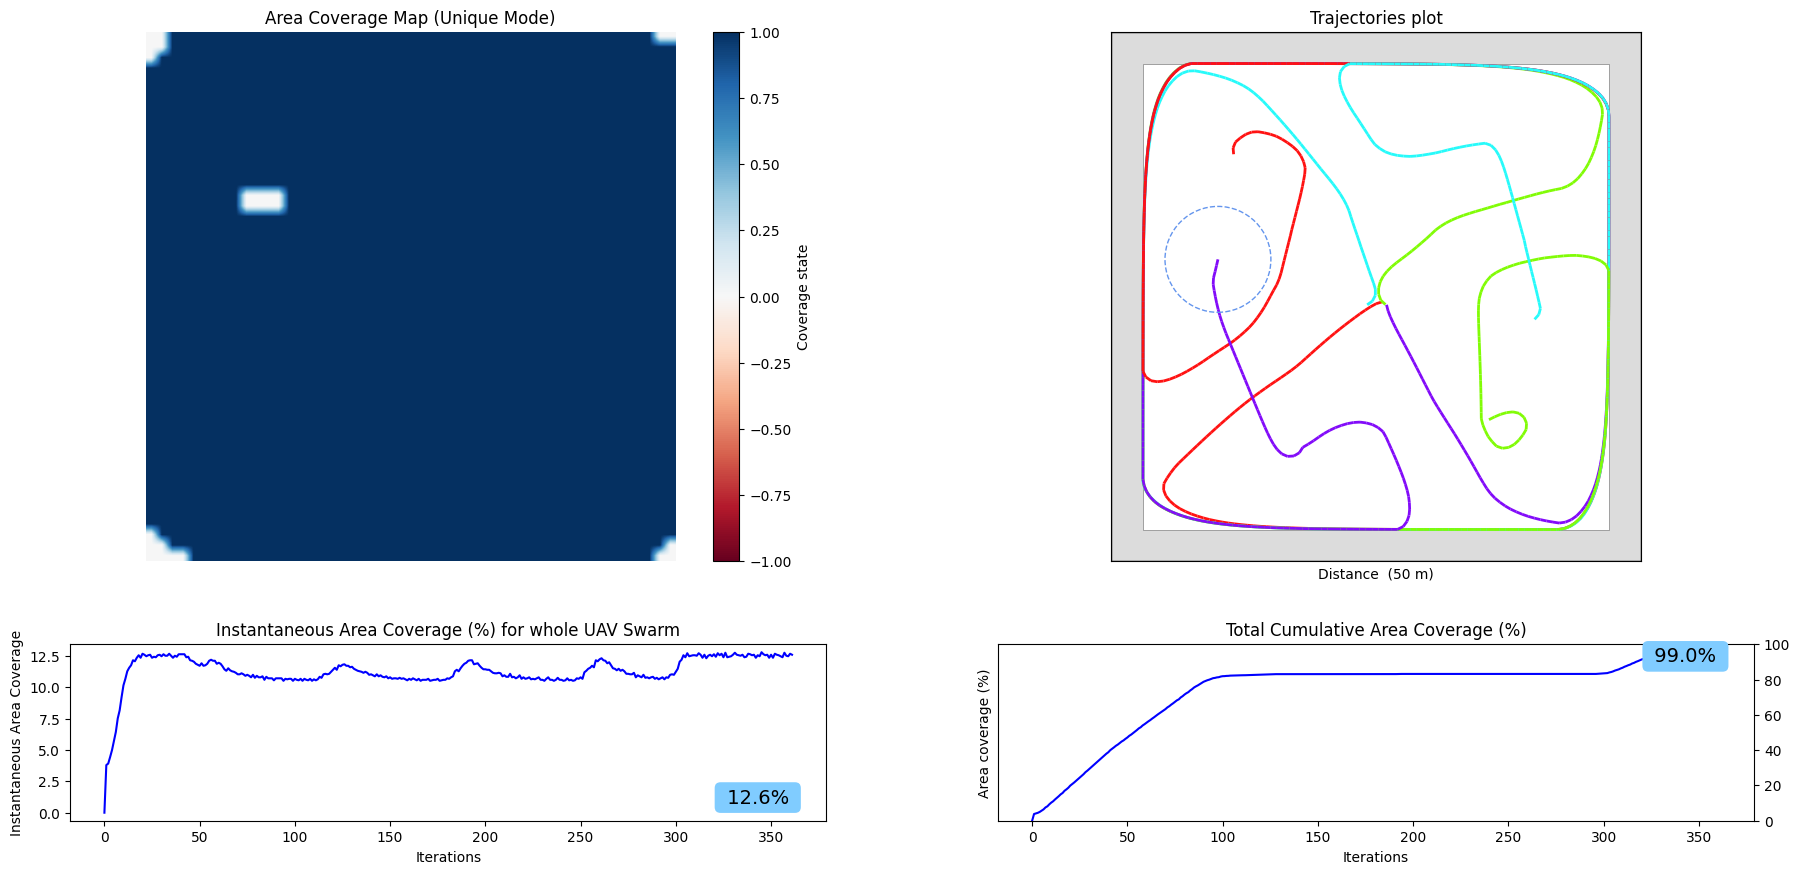 Area Coverage Map (Unique Mode)
1.00
0.75
0.50
0.25
0.00
−0.25
−0.50
−0.75
−1.00
Coverage state
Trajectories plot
Distance  (50 m)
Instantaneous Area Coverage (%) for whole UAV Swarm
Instantaneous Area Coverage
12.5
10.0
7.5
5.0
2.5
0.0
12.6%
0 50 100 150 200 250 300 350
Iterations
Total Cumulative Area Coverage (%)
Area coverage (%)
99.0%
100
80
60
40
20
0
0 50 100 150 200 250 300 350
Iterations